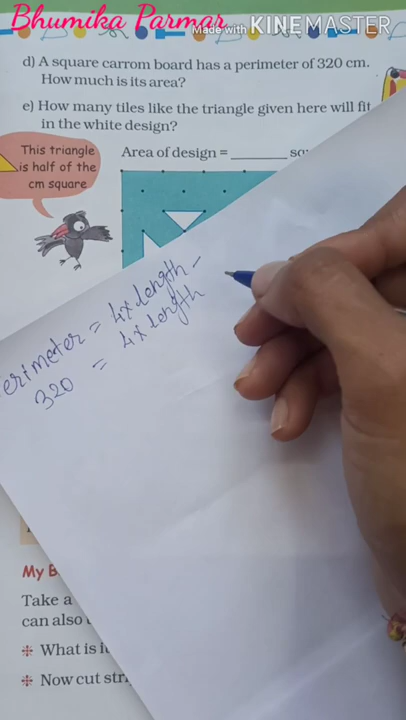 Bhumika Parmar
Made with KINEMASTER
d) A square carrom board has a perimeter of 320 cm.
How much is its area?
e) How many tiles like the triangle given here will fit
in the white design?
This triangle
is half of the
cm square
Area of design = ______ sq
erimeter = 4x length -
320 = 4x length
My B
Take a
can also
What is i
Now cut str